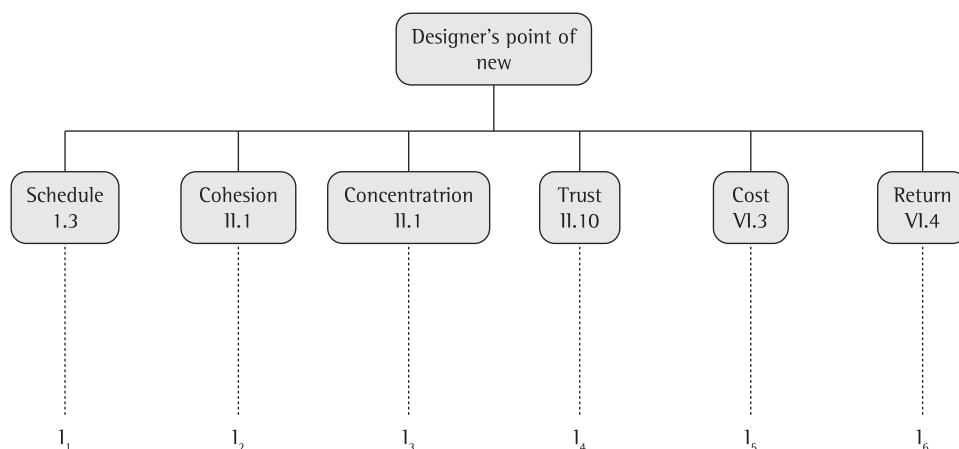 Designer's point of
new
Schedule
1.3
Cohesion
II.1
Concentratrion
II.1
Trust
II.10
Cost
VI.3
Return
VI.4
I₁
I₂
I₃
I₄
I₅
I₆